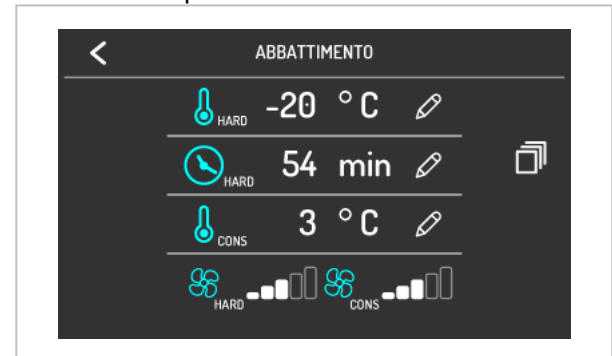 ABBATTIMENTO
HARD -20 °C
HARD 54 min
CONS 3 °C
HARD CONS